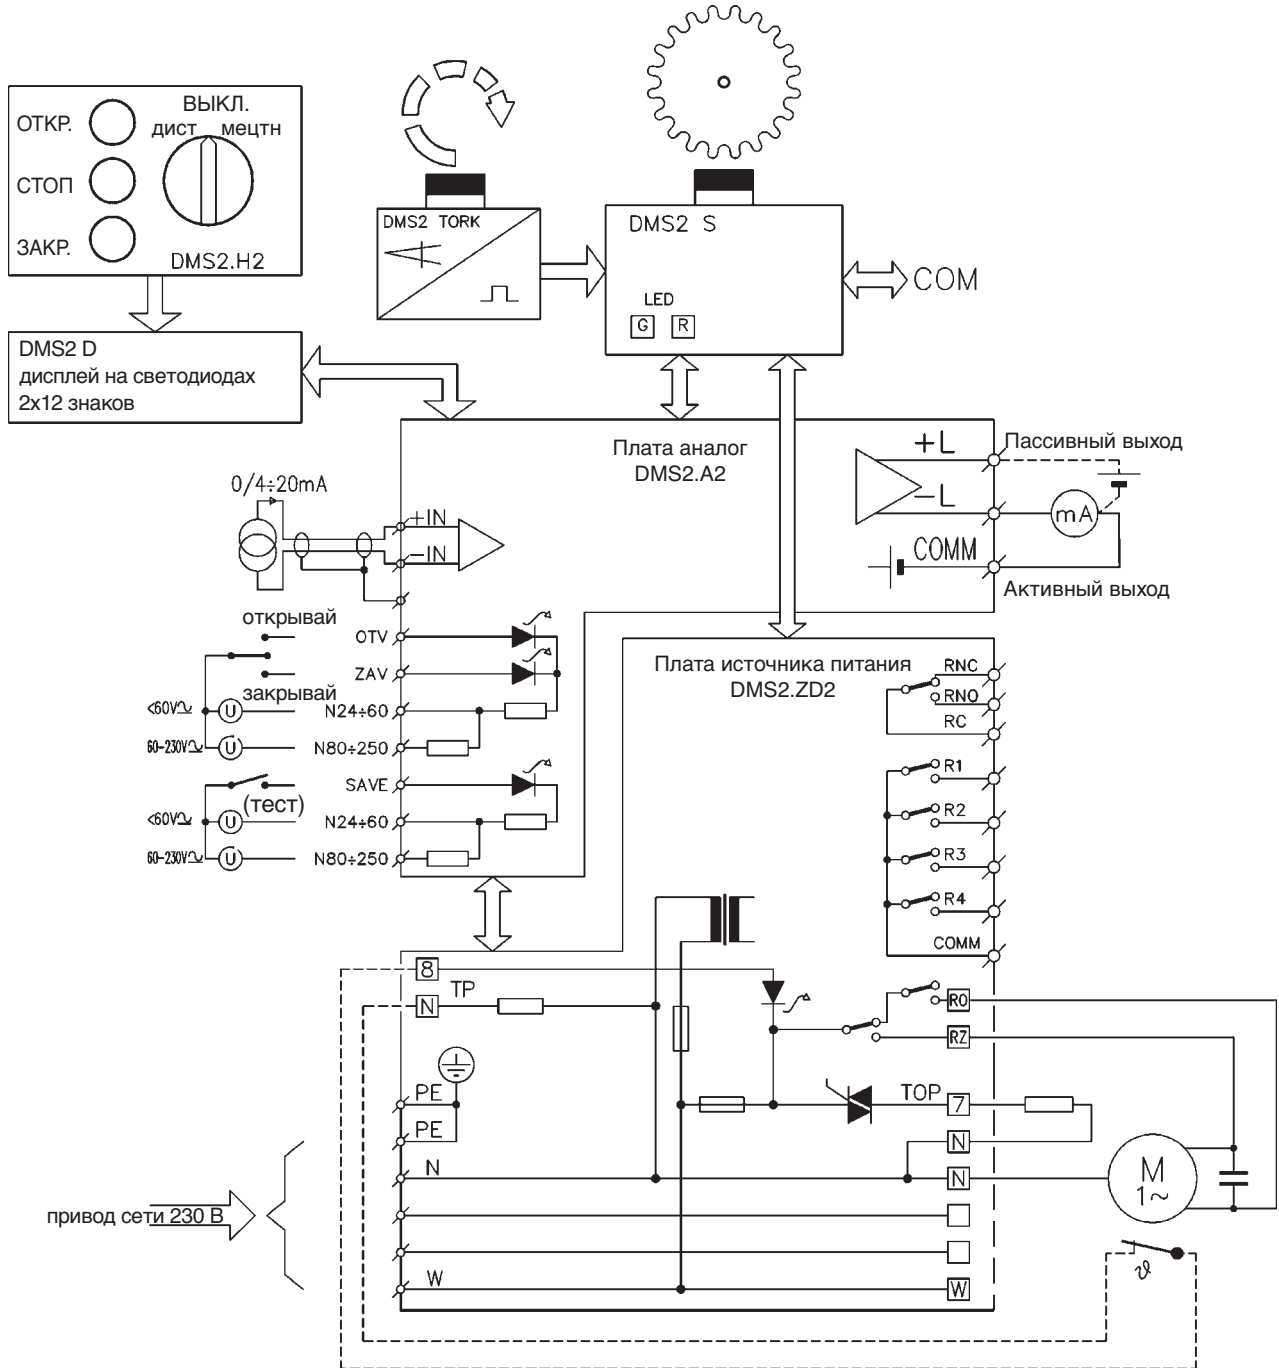 ОТКР.
СТОП
ЗАКР.
ВЫКЛ.
дист
мецтн
DMS2.H2
DMS2 D
дисплей на светодиодах
2x12 знаков
DMS2 TORK
DMS2 S
LED
G
R
COM
Плата аналог
DMS2.A2
+L
-L
COMM
Пассивный выход
mA
Активный выход
0/4÷20mA
+IN
-IN
открывай
OTV
ZAV
закрывай
<60V
U
N24÷60
60-230V
U
N80÷250
SAVE
(тест)
<60V
U
N24÷60
60-230V
U
N80÷250
Плата источника питания
DMS2.ZD2
RNC
RNO
RC
R1
R2
R3
R4
COMM
8
N
TP
RO
RZ
PE
PE
TOP
7
N
N
N
M
1~
привод сети 230 В
W
W
ϑ